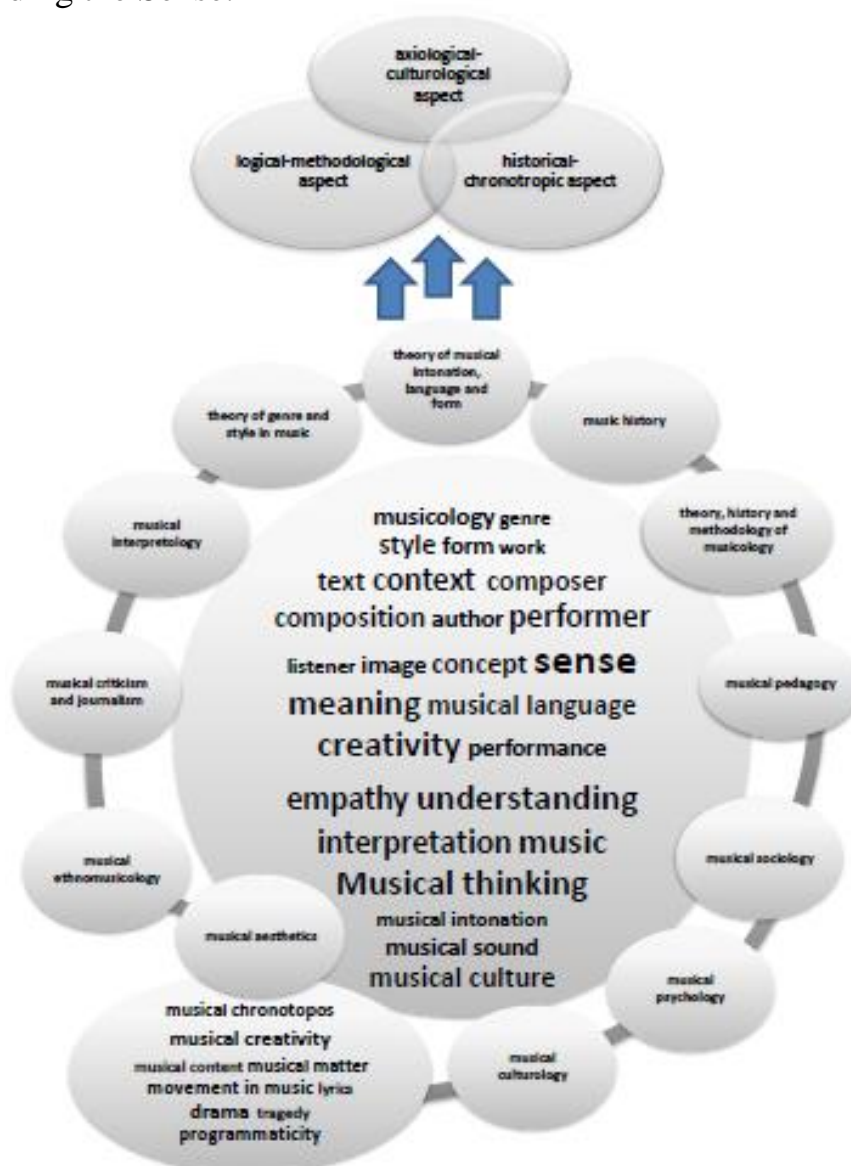 the Sense.
axiological-
culturological
aspect
logical-methodological
aspect
historical-
chronotropic aspect
theory of musical
intonation,
language and
form
theory of genre and
style in music
music history
musical
interpretology
theory, history and
methodology of
musicology
musical criticism
and journalism
musical pedagogy
musical
ethnomusicology
musical sociology
musical aesthetics
musical
psychology
musical
culturology
musicology genre
style form work
text context composer
composition author performer
listener image concept sense
meaning musical language
creativity performance
empathy understanding
interpretation music
Musical thinking
musical intonation
musical sound
musical culture
musical chronotopos
musical creativity
musical content musical matter
movement in music lyrics
drama tragedy
programmaticity